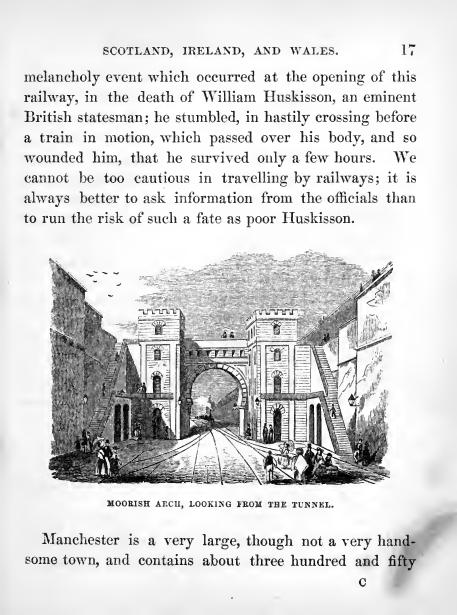 SCOTLAND, IRELAND, AND WALES. 17
melancholy event which occurred at the opening of this
railway, in the death of William Huskisson, an eminent
British statesman; he stumbled, in hastily crossing before
a train in motion, which passed over his body, and so
wounded him, that he survived only a few hours. We
cannot be too cautious in travelling by railways; it is
always better to ask information from the officials than
to run the risk of such a fate as poor Huskisson.
MOORISH ARCH, LOOKING FROM THE TUNNEL.
Manchester is a very large, though not a very hand-
some town, and contains about three hundred and fifty
C